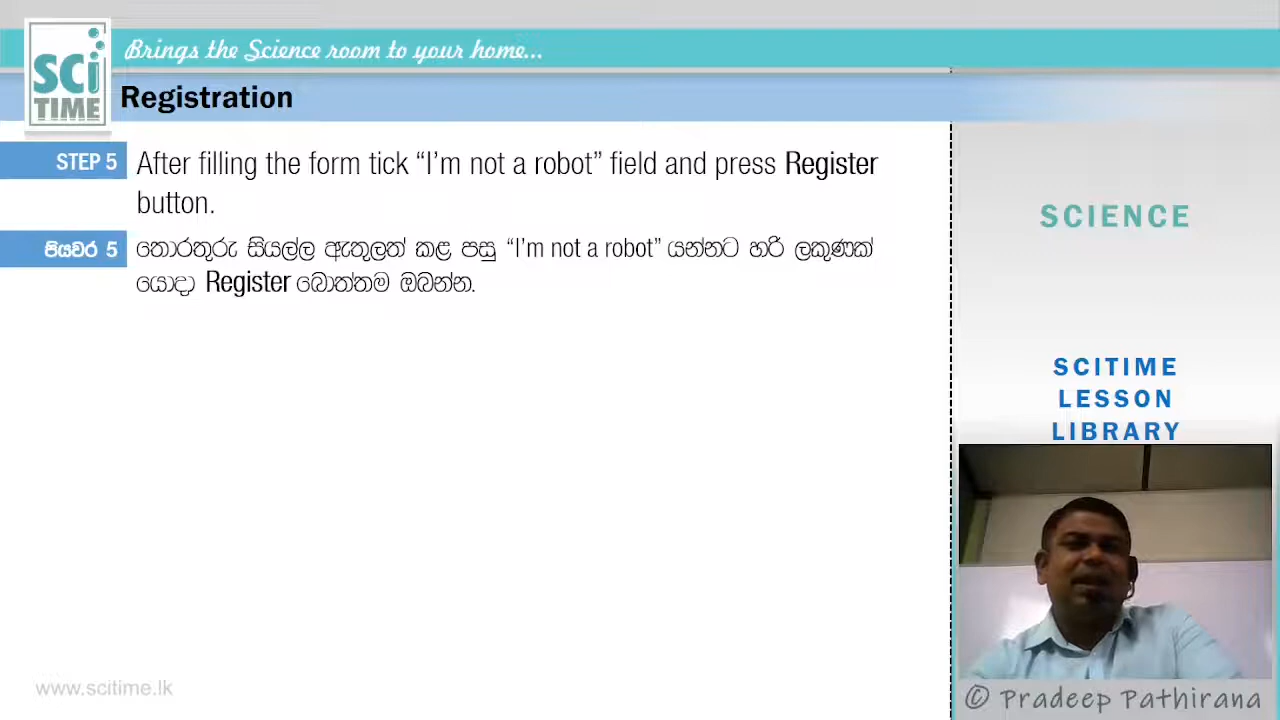 SCi
TIME
Brings the Science room to your home...
Registration
STEP 5
After filling the form tick “I’m not a robot” field and press Register
button.
පියවර 5
තොරතුරු සියල්ල ඇතුලත් කළ පසු “I’m not a robot” යන්නට හරි ලකුණක්
යොදා Register බොත්තම ඔබන්න.
SCIENCE
SCITIME
LESSON
LIBRARY
www.scitime.lk
© Pradeep Pathirana